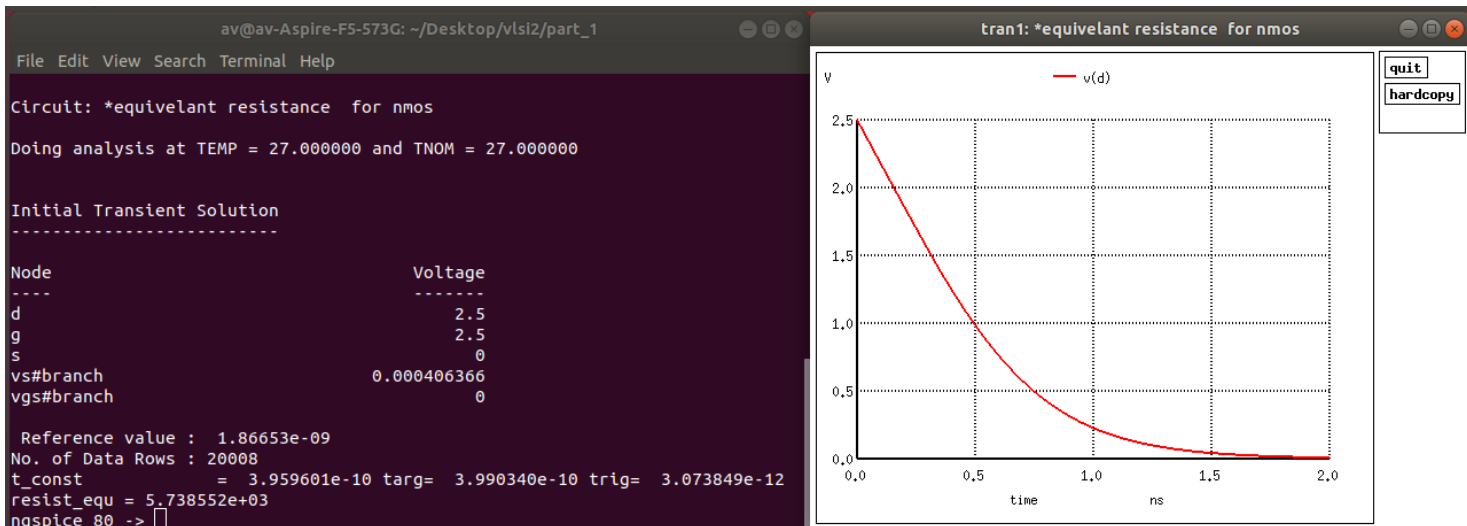 av@av-Aspire-F5-573G: ~/Desktop/vlsi2/part_1
File Edit View Search Terminal Help
Circuit: *equivelant resistance  for nmos
Doing analysis at TEMP = 27.000000 and TNOM = 27.000000
Initial Transient Solution
--------------------------
Node Voltage
---- -------
d 2.5
g 2.5
s 0
vs#branch 0.000406366
vgs#branch 0
Reference value :  1.86653e-09
No. of Data Rows : 20008
t_const             =  3.959601e-10 targ=  3.990340e-10 trig=  3.073849e-12
resist_equ = 5.738552e+03
ngspice 80 ->
tran1: *equivelant resistance  for nmos
quit
hardcopy
V
v(d)
2.5
2.0
1.5
1.0
0.5
0.0
0.0 0.5 1.0 1.5 2.0
time ns